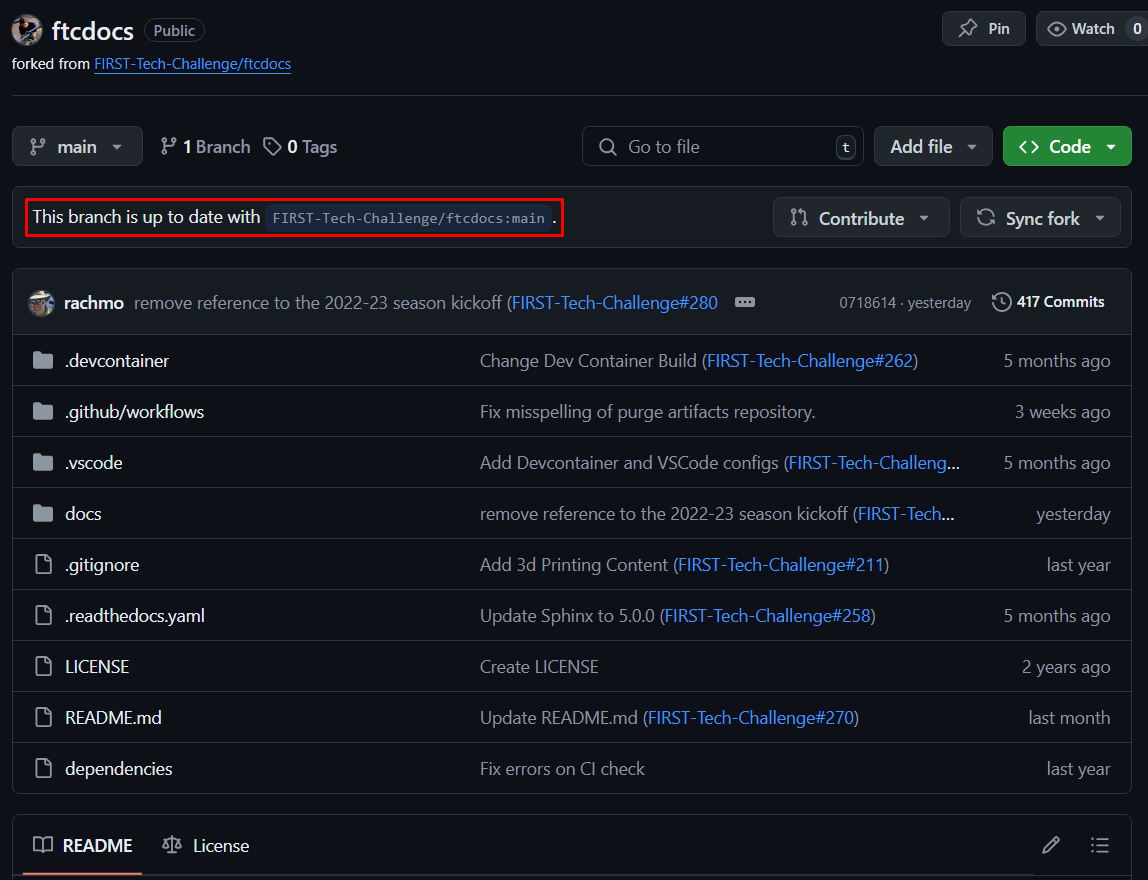 ftcdocs Public Pin Watch 0
forked from FIRST-Tech-Challenge/ftcdocs
main 1 Branch 0 Tags Go to file t Add file Code
This branch is up to date with FIRST-Tech-Challenge/ftcdocs:main . Contribute Sync fork
rachmo remove reference to the 2022-23 season kickoff (FIRST-Tech-Challenge#280 0718614 · yesterday 417 Commits
.devcontainer Change Dev Container Build (FIRST-Tech-Challenge#262) 5 months ago
.github/workflows Fix misspelling of purge artifacts repository. 3 weeks ago
.vscode Add Devcontainer and VSCode configs (FIRST-Tech-Challeng... 5 months ago
docs remove reference to the 2022-23 season kickoff (FIRST-Tech... yesterday
.gitignore Add 3d Printing Content (FIRST-Tech-Challenge#211) last year
.readthedocs.yaml Update Sphinx to 5.0.0 (FIRST-Tech-Challenge#258) 5 months ago
LICENSE Create LICENSE 2 years ago
README.md Update README.md (FIRST-Tech-Challenge#270) last month
dependencies Fix errors on CI check last year
README License